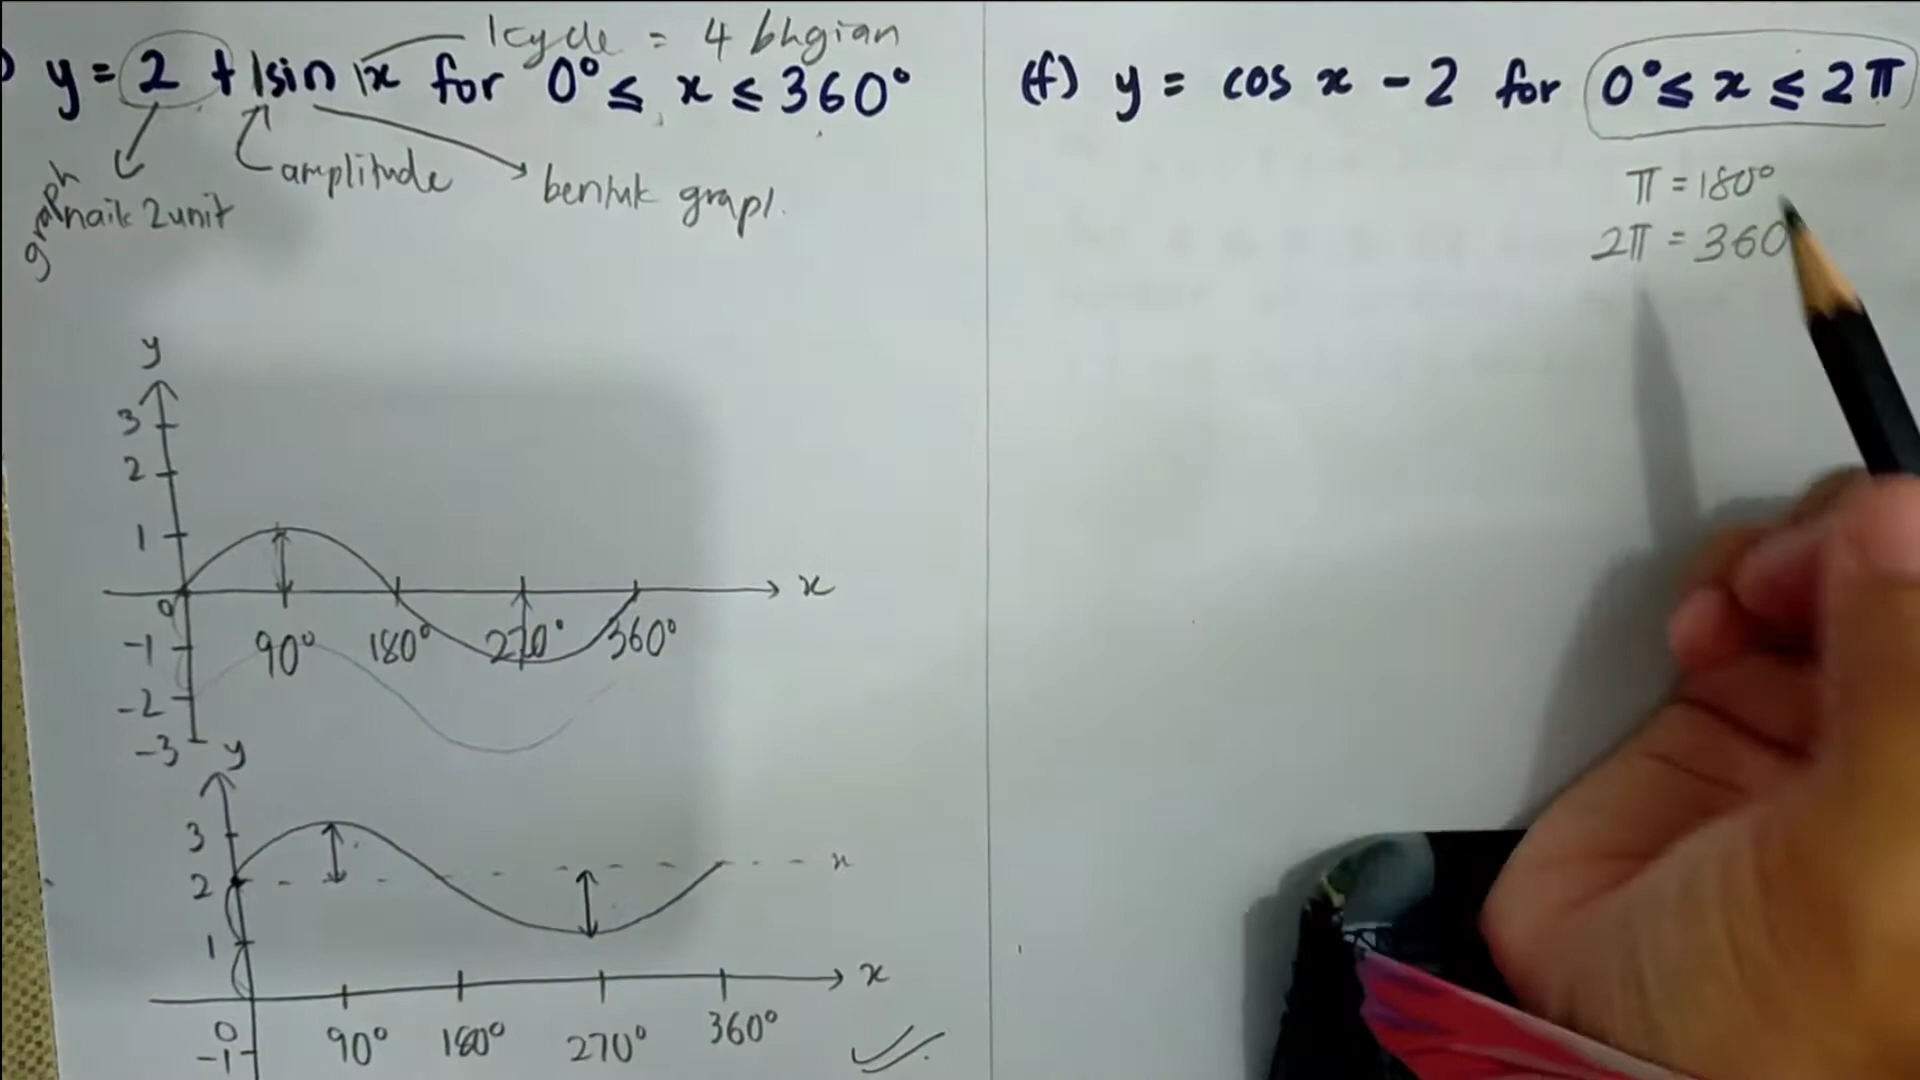 1cycle = 4 bhgian
) y = 2 + 1sin 1x for 0° ≤ x ≤ 360°
amplitude
bentuk grapl.
graph naik 2unit
y
3
2
1
0
x
-1
-2
-3
90° 180° 270° 360°
y
3
2
1
x
x
0
-1
90° 180° 270° 360°
(f) y = cos x - 2 for 0° ≤ x ≤ 2π
π = 180°
2π = 360